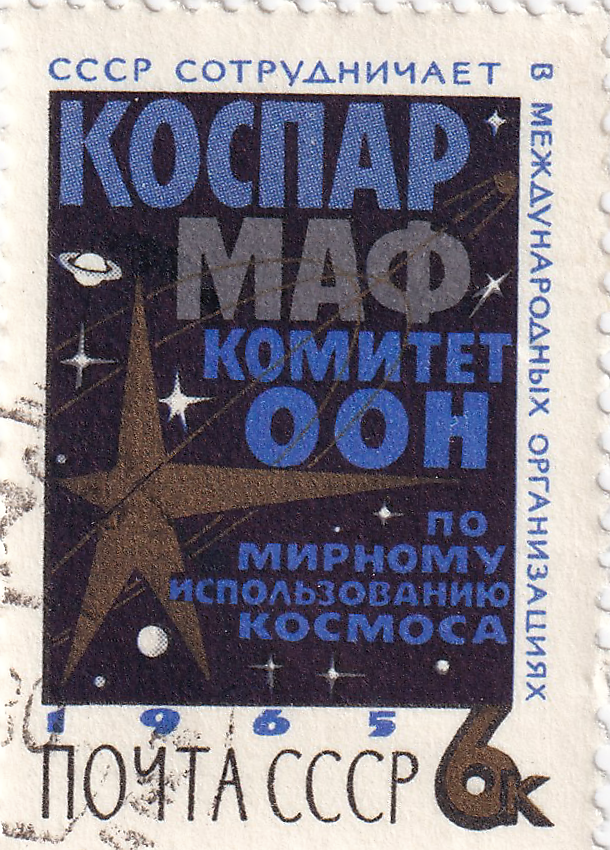 СССР СОТРУДНИЧАЕТ
В МЕЖДУНАРОДНЫХ ОРГАНИЗАЦИЯХ
КОСПАР
МАФ
КОМИТЕТ
ООН
ПО
МИРНОМУ
ИСПОЛЬЗОВАНИЮ
КОСМОСА
1965
ПОЧТА СССР 6К